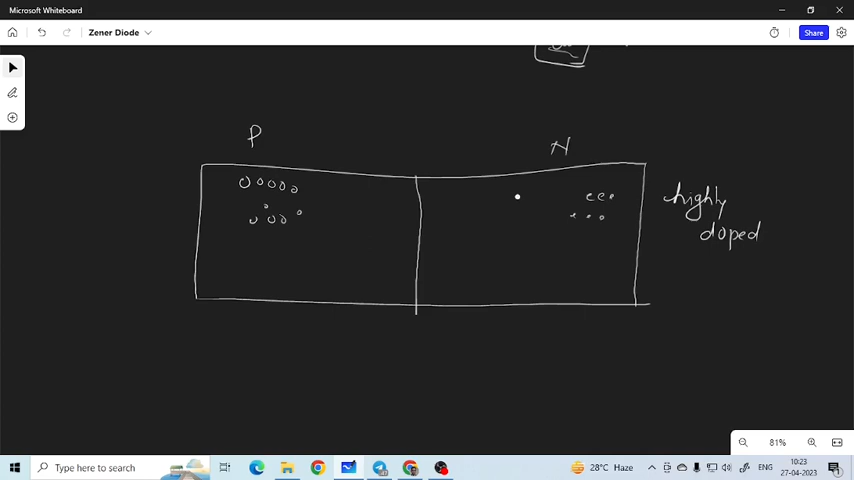 Microsoft Whiteboard
Zener Diode
Share
P
N
highly
doped
81%
Type here to search
28°C Haze
ENG
10:23
27-04-2023